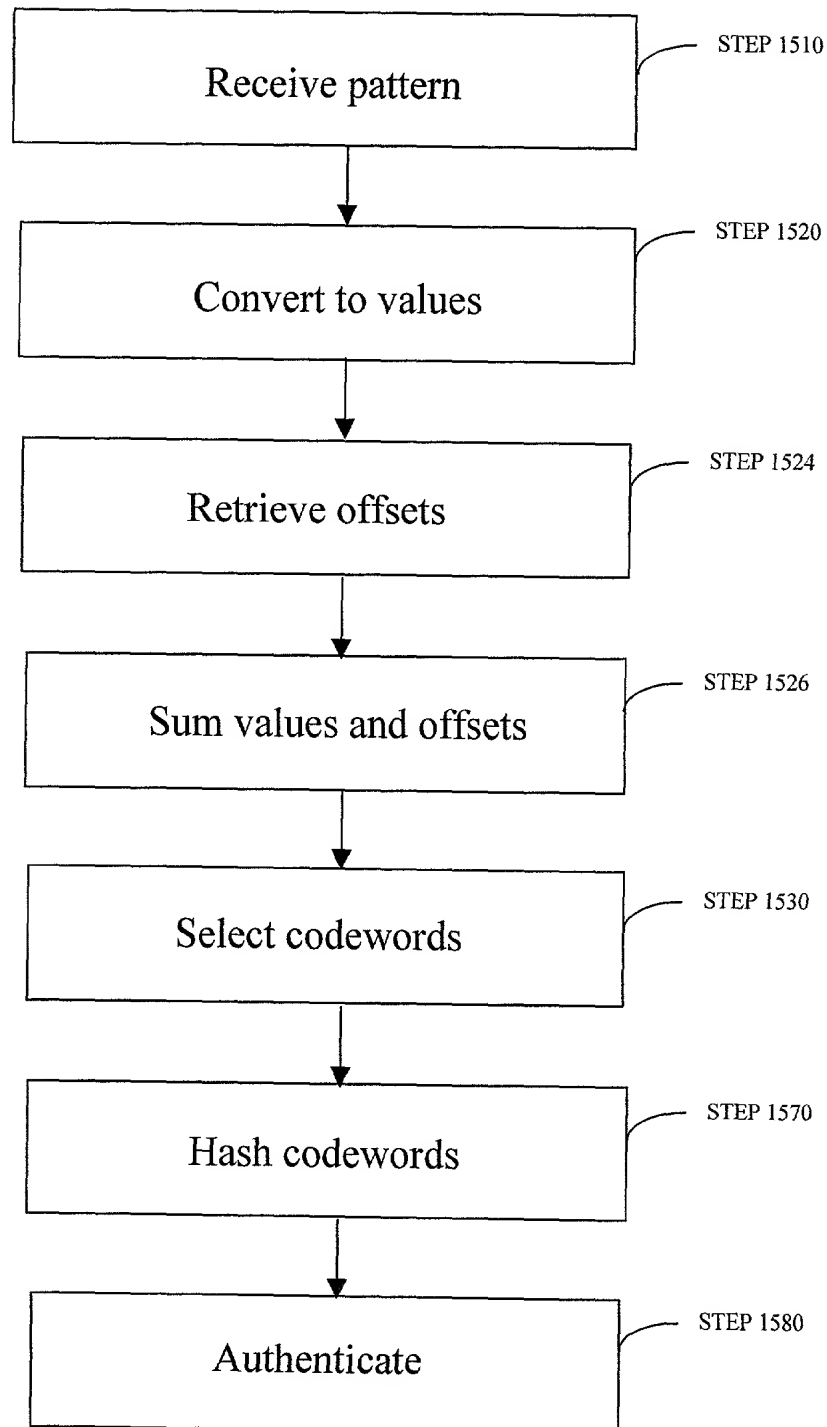 STEP 1510
Receive pattern
STEP 1520
Convert to values
STEP 1524
Retrieve offsets
STEP 1526
Sum values and offsets
STEP 1530
Select codewords
STEP 1570
Hash codewords
STEP 1580
Authenticate